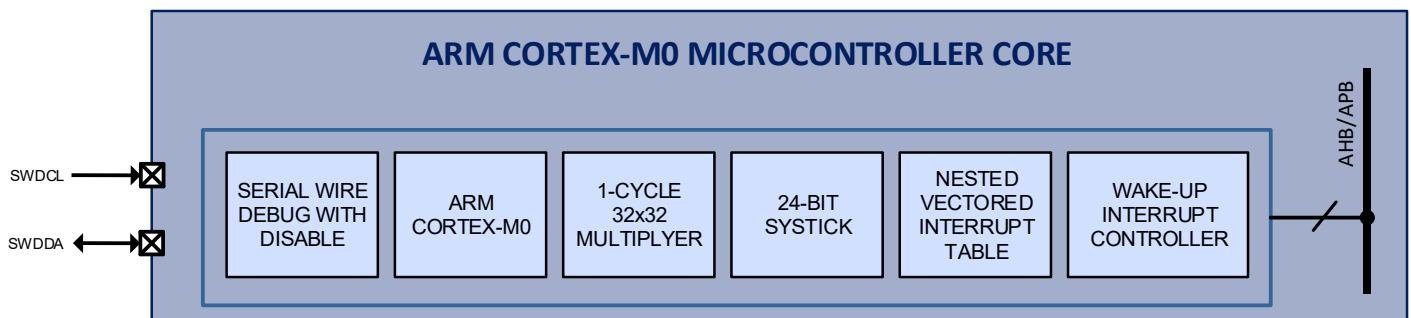 ARM CORTEX-M0 MICROCONTROLLER CORE
AHB/APB
SWDCL
SWDDA
SERIAL WIRE
DEBUG WITH
DISABLE
ARM
CORTEX-M0
1-CYCLE
32x32
MULTIPLYER
24-BIT
SYSTICK
NESTED
VECTORED
INTERRUPT
TABLE
WAKE-UP
INTERRUPT
CONTROLLER